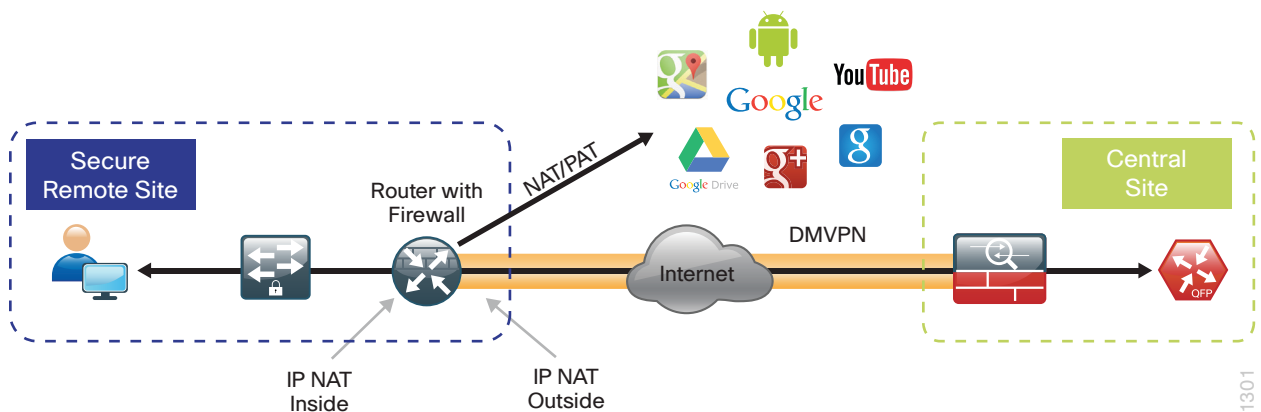 Secure
Remote Site
Router with
Firewall
NAT/PAT
YouTube
Google
Google Drive
g+
g
g
Central
Site
DMVPN
Internet
QFP
IP NAT
Inside
IP NAT
Outside
1301